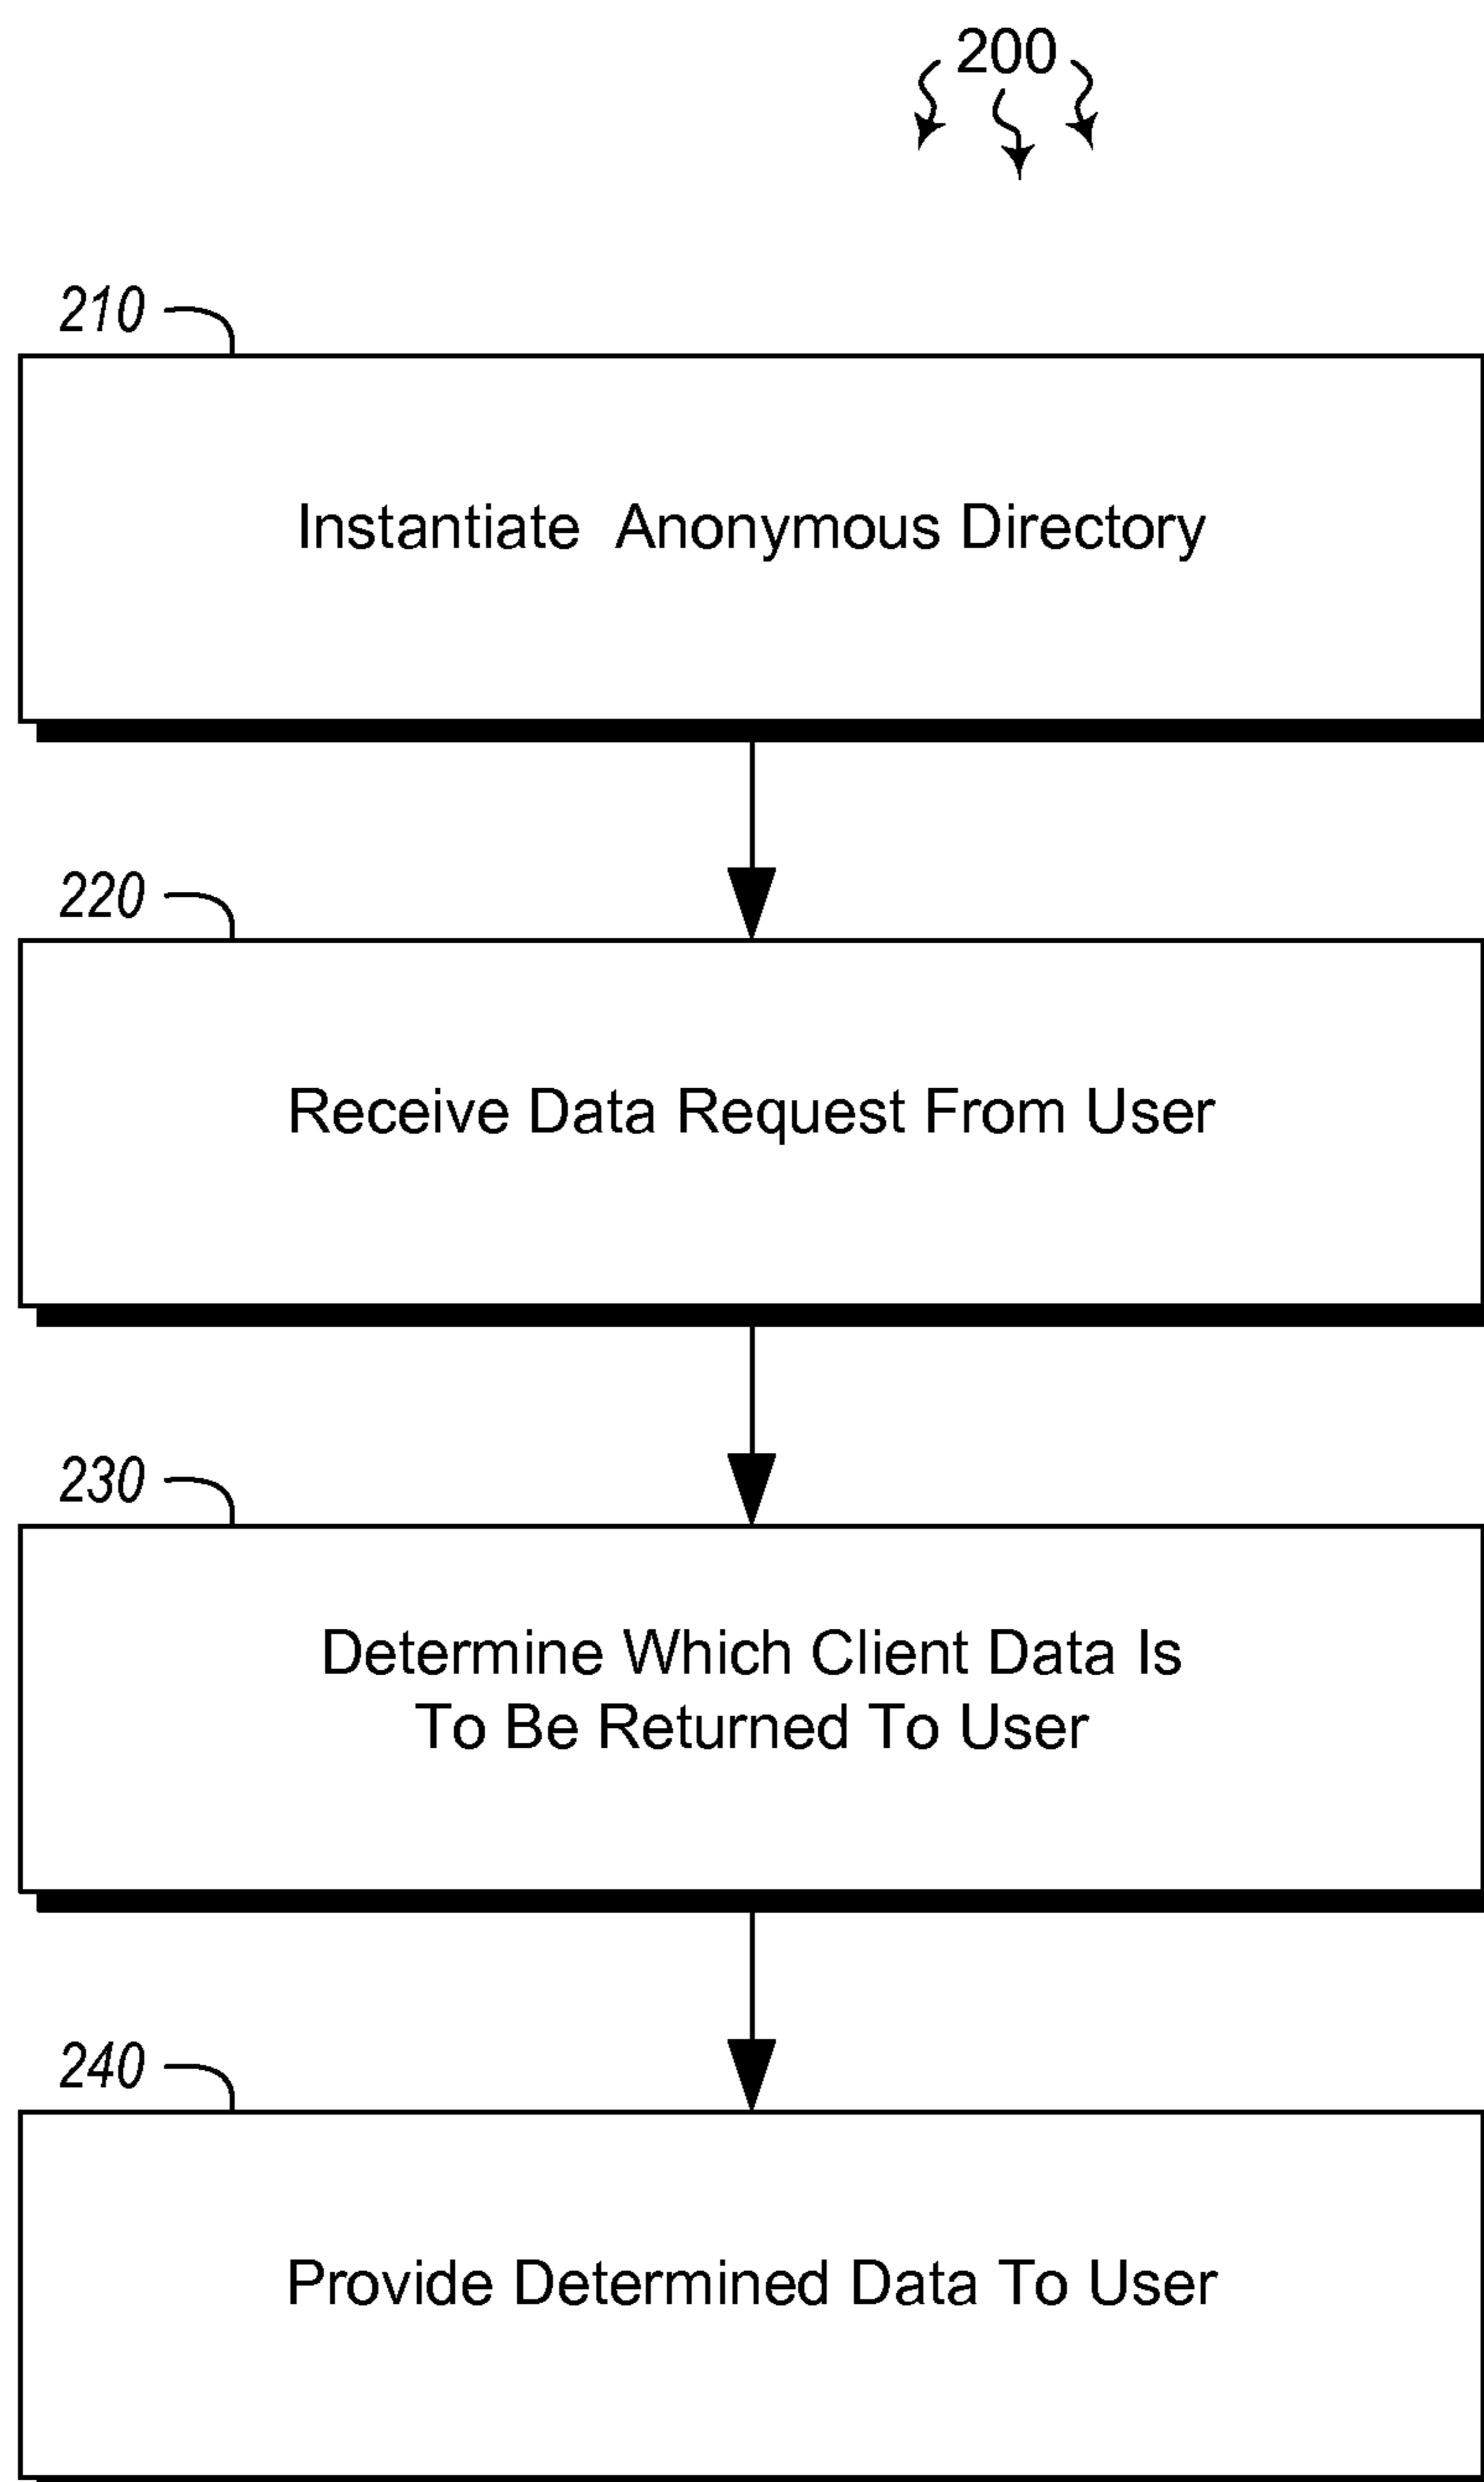 200
210
Instantiate Anonymous Directory
220
Receive Data Request From User
230
Determine Which Client Data Is
To Be Returned To User
240
Provide Determined Data To User